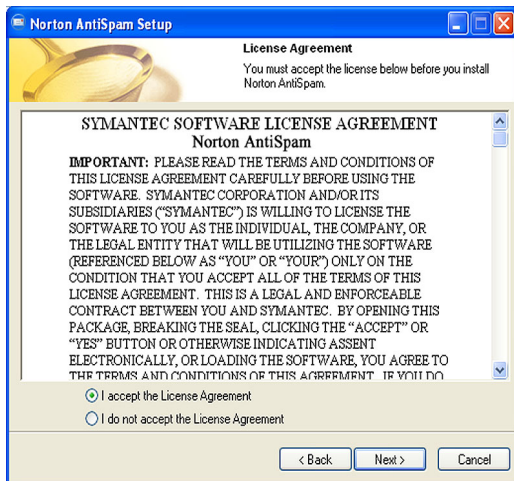 Norton AntiSpam Setup
License Agreement
You must accept the license below before you install
Norton AntiSpam.
SYMANTEC SOFTWARE LICENSE AGREEMENT
Norton AntiSpam
IMPORTANT: PLEASE READ THE TERMS AND CONDITIONS OF
THIS LICENSE AGREEMENT CAREFULLY BEFORE USING THE
SOFTWARE. SYMANTEC CORPORATION AND/OR ITS
SUBSIDIARIES (“SYMANTEC”) IS WILLING TO LICENSE THE
SOFTWARE TO YOU AS THE INDIVIDUAL, THE COMPANY, OR
THE LEGAL ENTITY THAT WILL BE UTILIZING THE SOFTWARE
(REFERENCED BELOW AS “YOU” OR “YOUR”) ONLY ON THE
CONDITION THAT YOU ACCEPT ALL OF THE TERMS OF THIS
LICENSE AGREEMENT. THIS IS A LEGAL AND ENFORCEABLE
CONTRACT BETWEEN YOU AND SYMANTEC. BY OPENING THIS
PACKAGE, BREAKING THE SEAL, CLICKING THE “ACCEPT” OR
“YES” BUTTON OR OTHERWISE INDICATING ASSENT
ELECTRONICALLY, OR LOADING THE SOFTWARE, YOU AGREE TO
THE TERMS AND CONDITIONS OF THIS AGREEMENT. IF YOU DO
I accept the License Agreement
I do not accept the License Agreement
< Back
Next >
Cancel